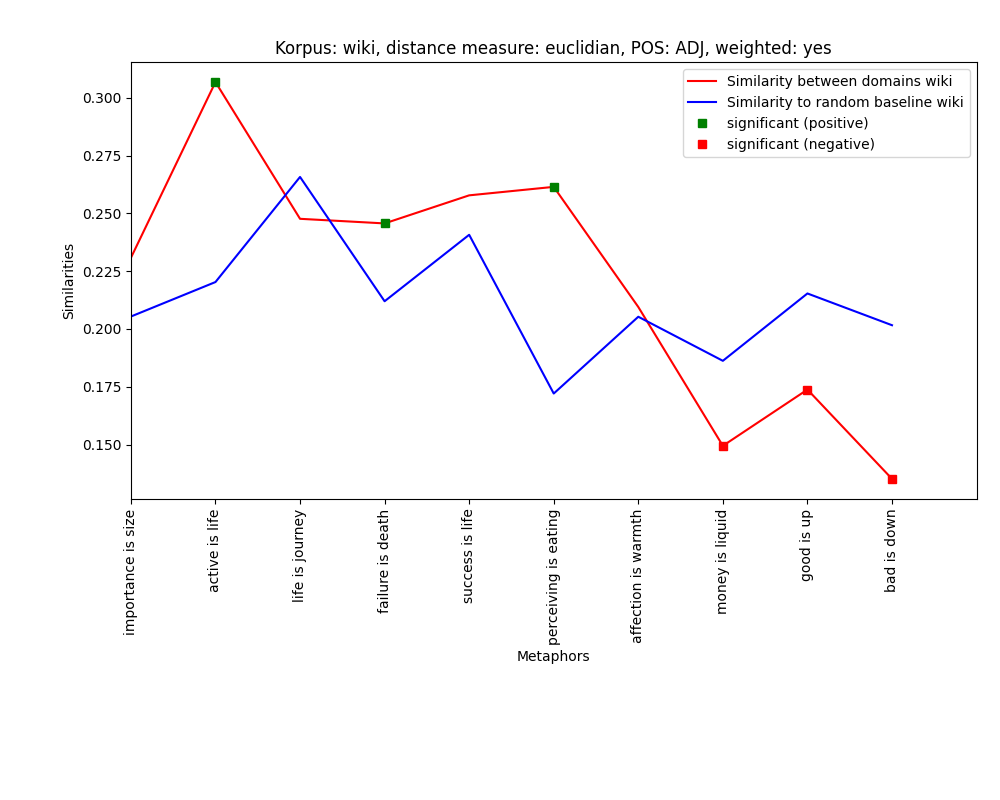 Korpus: wiki, distance measure: euclidian, POS: ADJ, weighted: yes
Similarity between domains wiki
Similarity to random baseline wiki
significant (positive)
significant (negative)
Similarities
0.300
0.275
0.250
0.225
0.200
0.175
0.150
importance is size
active is life
life is journey
failure is death
success is life
perceiving is eating
affection is warmth
money is liquid
good is up
bad is down
Metaphors